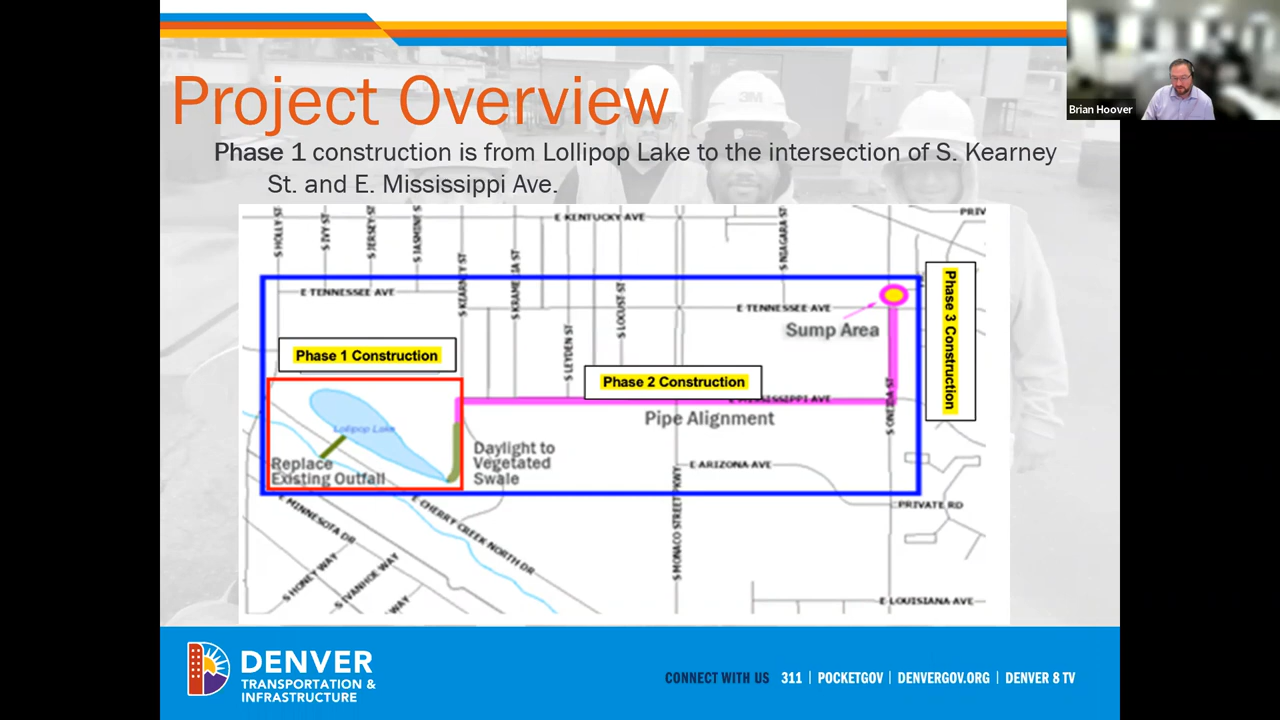 Project Overview
Brian Hoover
Phase 1 construction is from Lollipop Lake to the intersection of S. Kearney
St. and E. Mississippi Ave.
S HOLLY ST
S IVY ST
S JERSEY ST
S JASMINE S
E KENTUCKY AVE
S NIAGARA ST
PRIV
S KEARNEY ST
S KRAMERIA ST
S LOCUST ST
S LEYDEN ST
E TENNESSEE AVE
E TENNESSEE AVE
Sump Area
Phase 3 Construction
Phase 1 Construction
Phase 2 Construction
E MISSISSIPPI AVE
S ONEIDA ST
Pipe Alignment
Lollipop Lake
Daylight to
Vegetated
Swale
Replace
Existing Outfall
E ARIZONA AVE
S MONACO STREET PKWY
PRIVATE RD
E MINNESOTA DR
E CHERRY CREEK NORTH DR
S HONEY WAY
S IVANHOE WAY
WAY
E LOUISIANA AVE
3M
DENVER
TRANSPORTATION &
INFRASTRUCTURE
CONNECT WITH US 311 | POCKETGOV | DENVERGOV.ORG | DENVER 8 TV